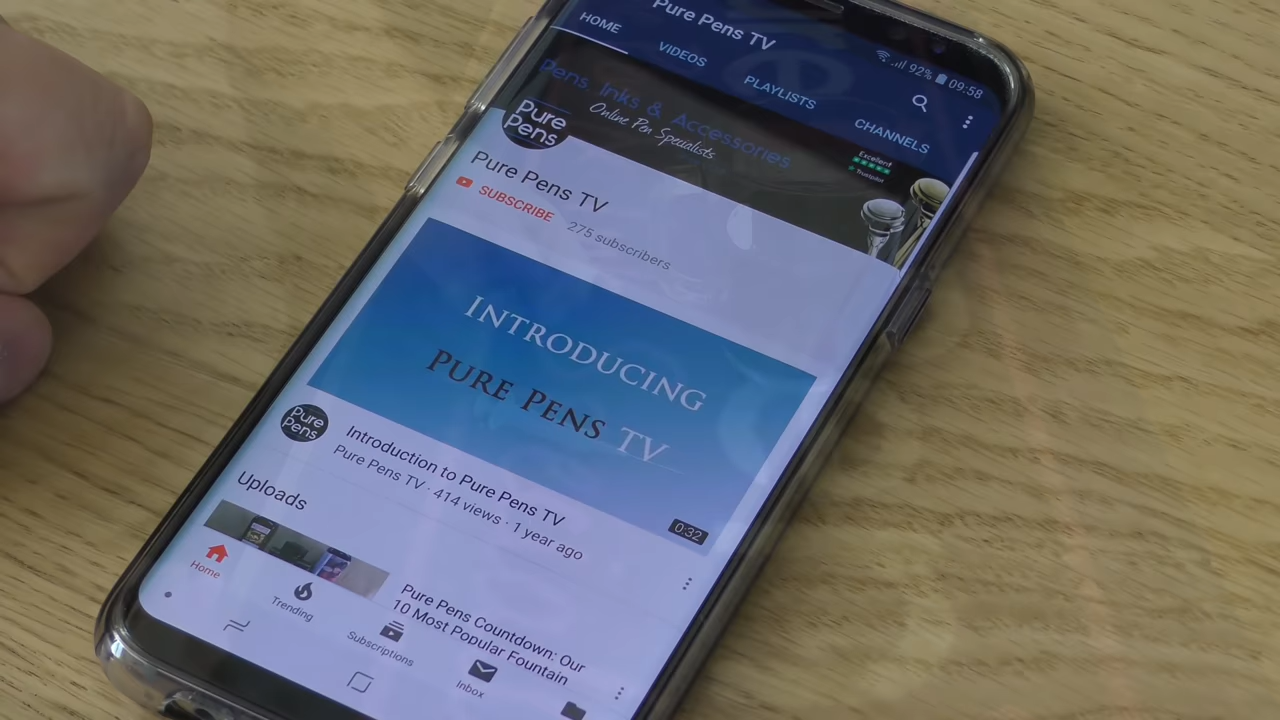 Pure Pens TV
92% 09:58
HOME
VIDEOS
PLAYLISTS
CHANNELS
Pens, Inks & Accessories
Online Pen Specialists
Excellent
Trustpilot
Pure
Pens
Pure Pens TV
SUBSCRIBE 275 subscribers
INTRODUCING
PURE PENS TV
0:32
Pure
Pens
Introduction to Pure Pens TV
Pure Pens TV · 414 views · 1 year ago
Uploads
Pure Pens Countdown: Our
10 Most Popular Fountain
Home
Trending
Subscriptions
Inbox